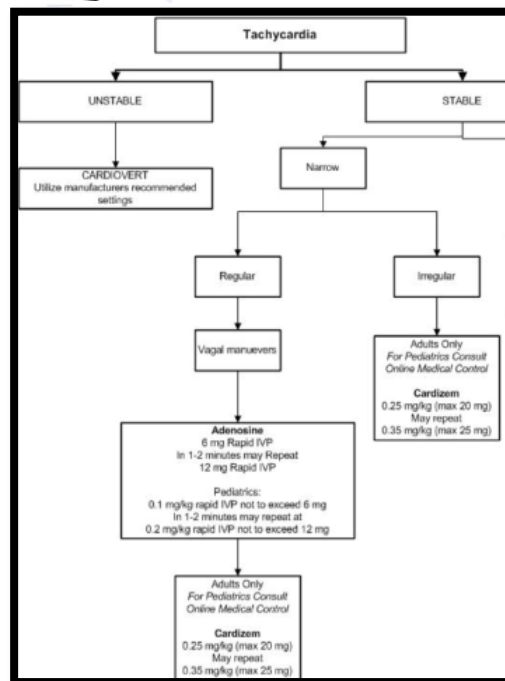 Tachycardia
UNSTABLE
STABLE
CARDIOVERT
Utilize manufacturers recommended
settings
Narrow
Regular
Irregular
Vagal manuevers
Adults Only
For Pediatrics Consult
Online Medical Control
Cardizem
0.25 mg/kg (max 20 mg)
May repeat
0.35 mg/kg (max 25 mg)
Adenosine
6 mg Rapid IVP
In 1-2 minutes may Repeat
12 mg Rapid IVP
Pediatrics:
0.1 mg/kg rapid IVP not to exceed 6 mg
In 1-2 minutes may repeat at
0.2 mg/kg rapid IVP not to exceed 12 mg
Adults Only
For Pediatrics Consult
Online Medical Control
Cardizem
0.25 mg/kg (max 20 mg)
May repeat
0.35 mg/kg (max 25 mg)